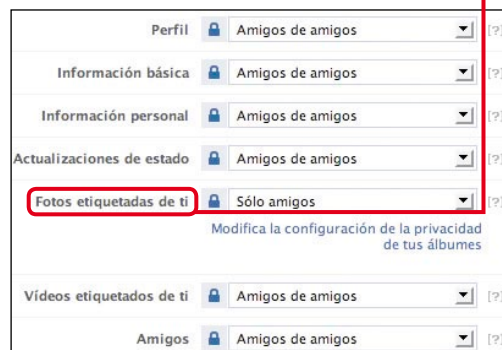 Perfil Amigos de amigos [?]
Información básica Amigos de amigos [?]
Información personal Amigos de amigos [?]
Actualizaciones de estado Amigos de amigos [?]
Fotos etiquetadas de ti Sólo amigos [?]
Modifica la configuración de la privacidad
de tus álbumes
Vídeos etiquetados de ti Amigos de amigos [?]
Amigos Amigos de amigos [?]